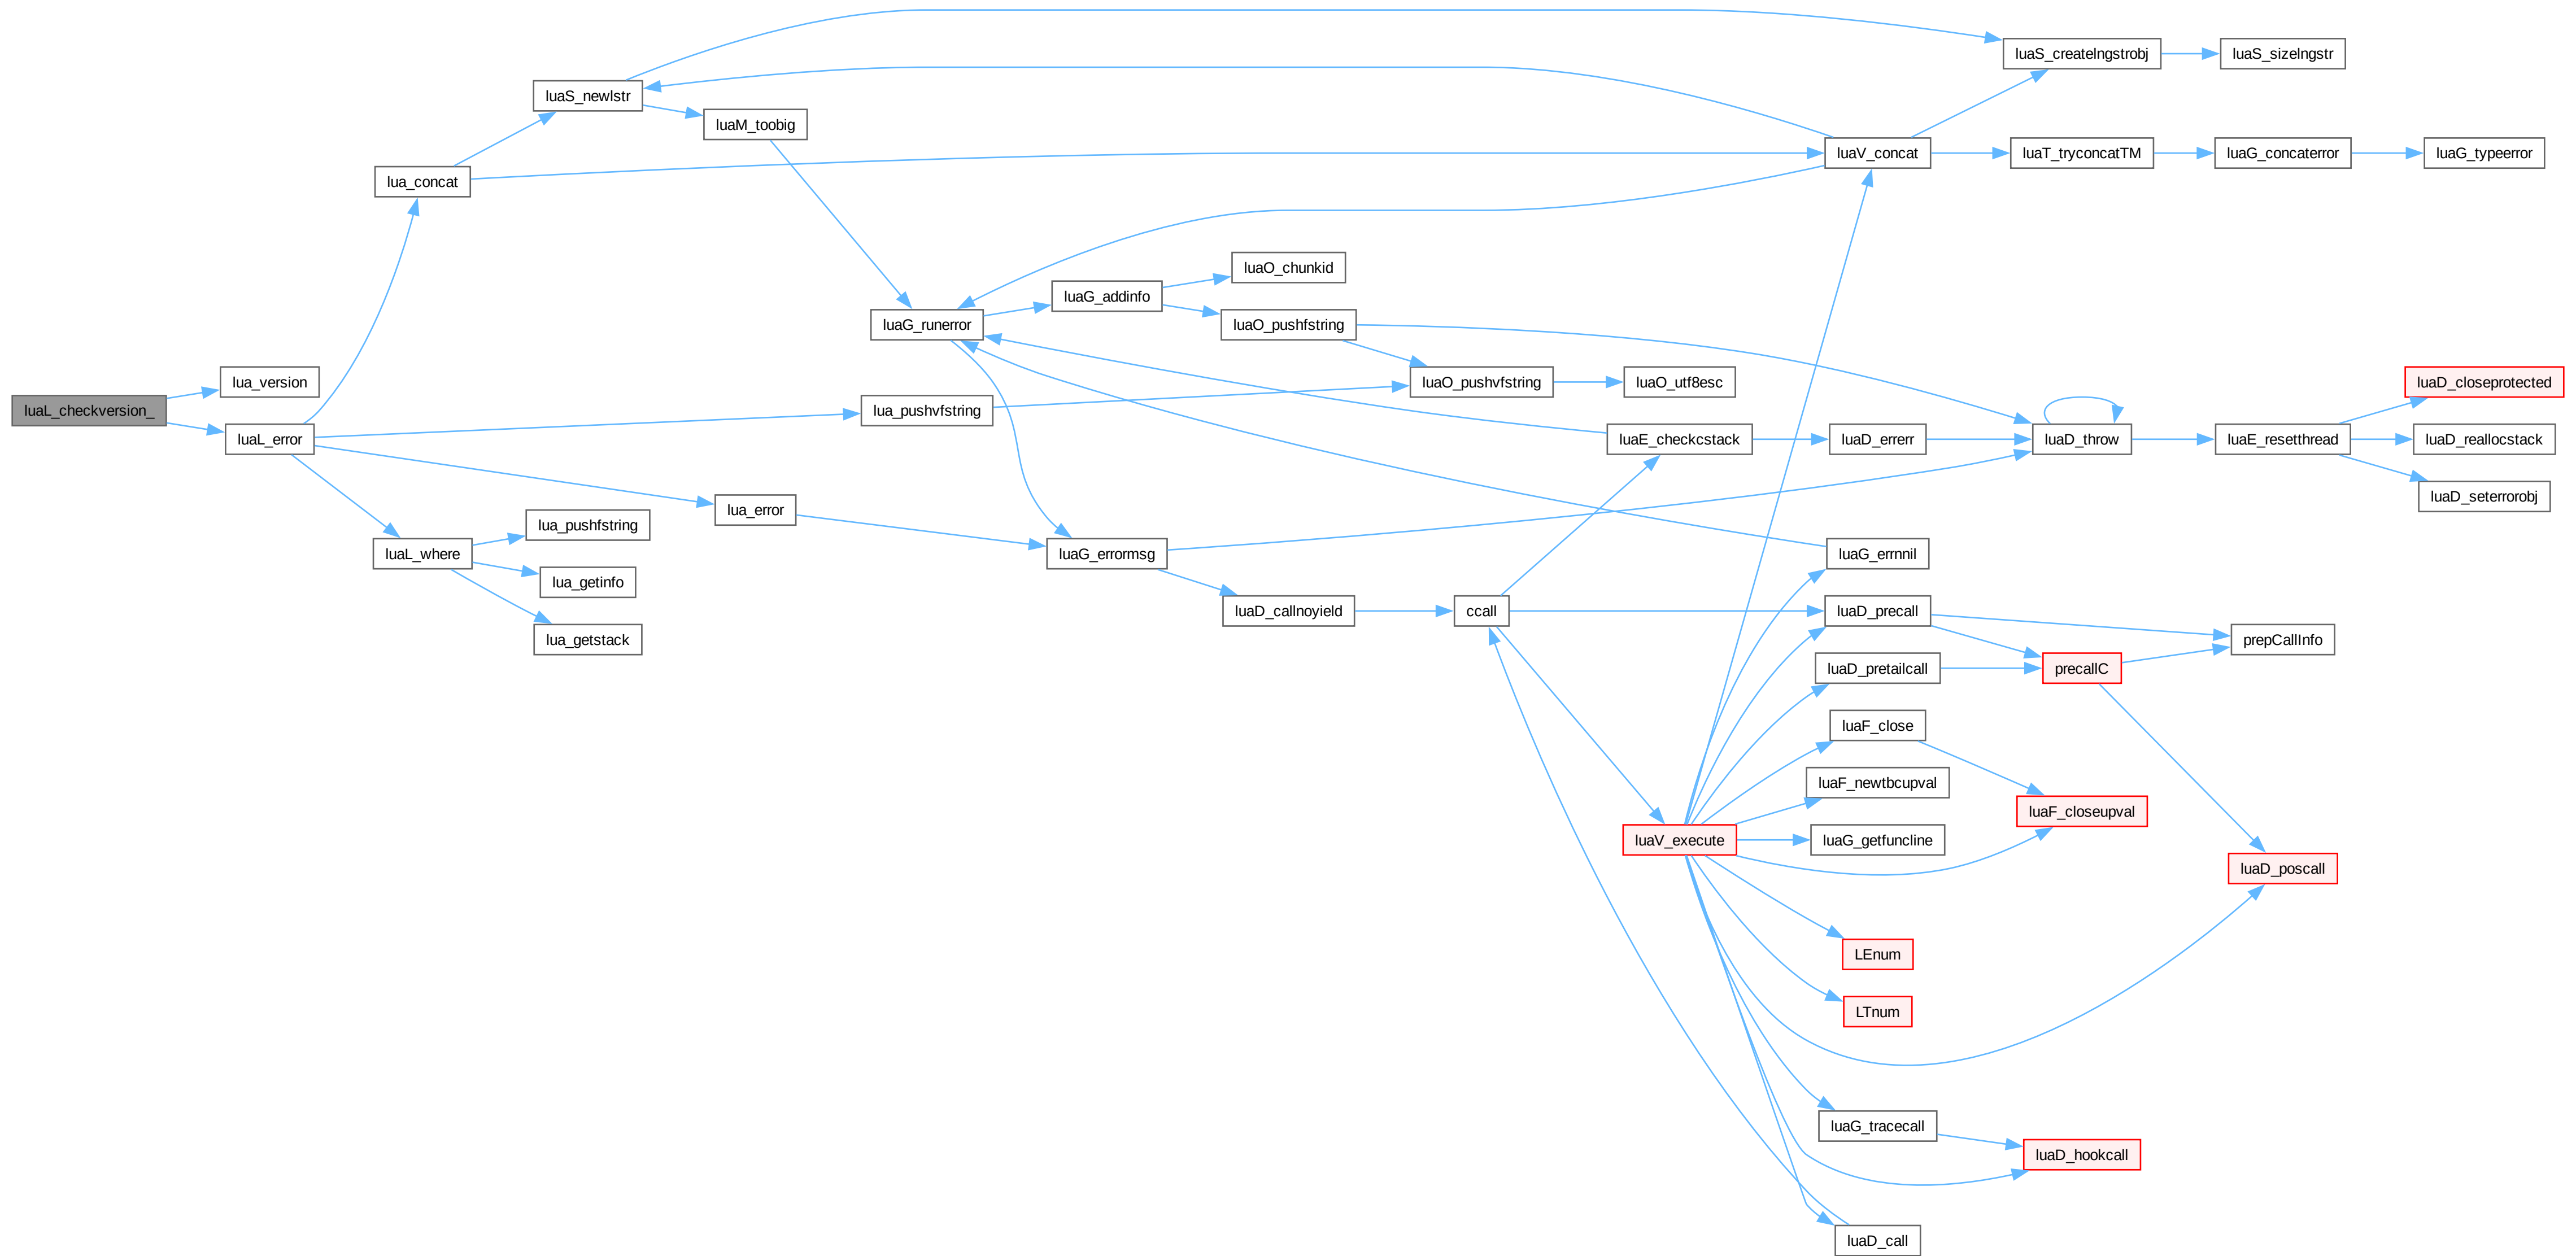 luaL_checkversion_
lua_version
luaL_error
lua_concat
luaL_where
luaS_newlstr
lua_pushfstring
lua_getinfo
lua_getstack
luaM_toobig
lua_error
luaG_runerror
lua_pushvfstring
luaG_addinfo
luaG_errormsg
luaO_chunkid
luaO_pushfstring
luaD_callnoyield
luaO_pushvfstring
ccall
luaO_utf8esc
luaE_checkcstack
luaV_execute
luaV_concat
luaD_errerr
luaG_errnnil
luaD_precall
luaD_pretailcall
luaF_close
luaF_newtbcupval
luaG_getfuncline
LEnum
LTnum
luaG_tracecall
luaD_call
luaS_createlngstrobj
luaT_tryconcatTM
luaD_throw
precallC
luaF_closeupval
luaD_hookcall
luaS_sizelngstr
luaG_concaterror
luaE_resetthread
prepCallInfo
luaD_poscall
luaG_typeerror
luaD_closeprotected
luaD_reallocstack
luaD_seterrorobj